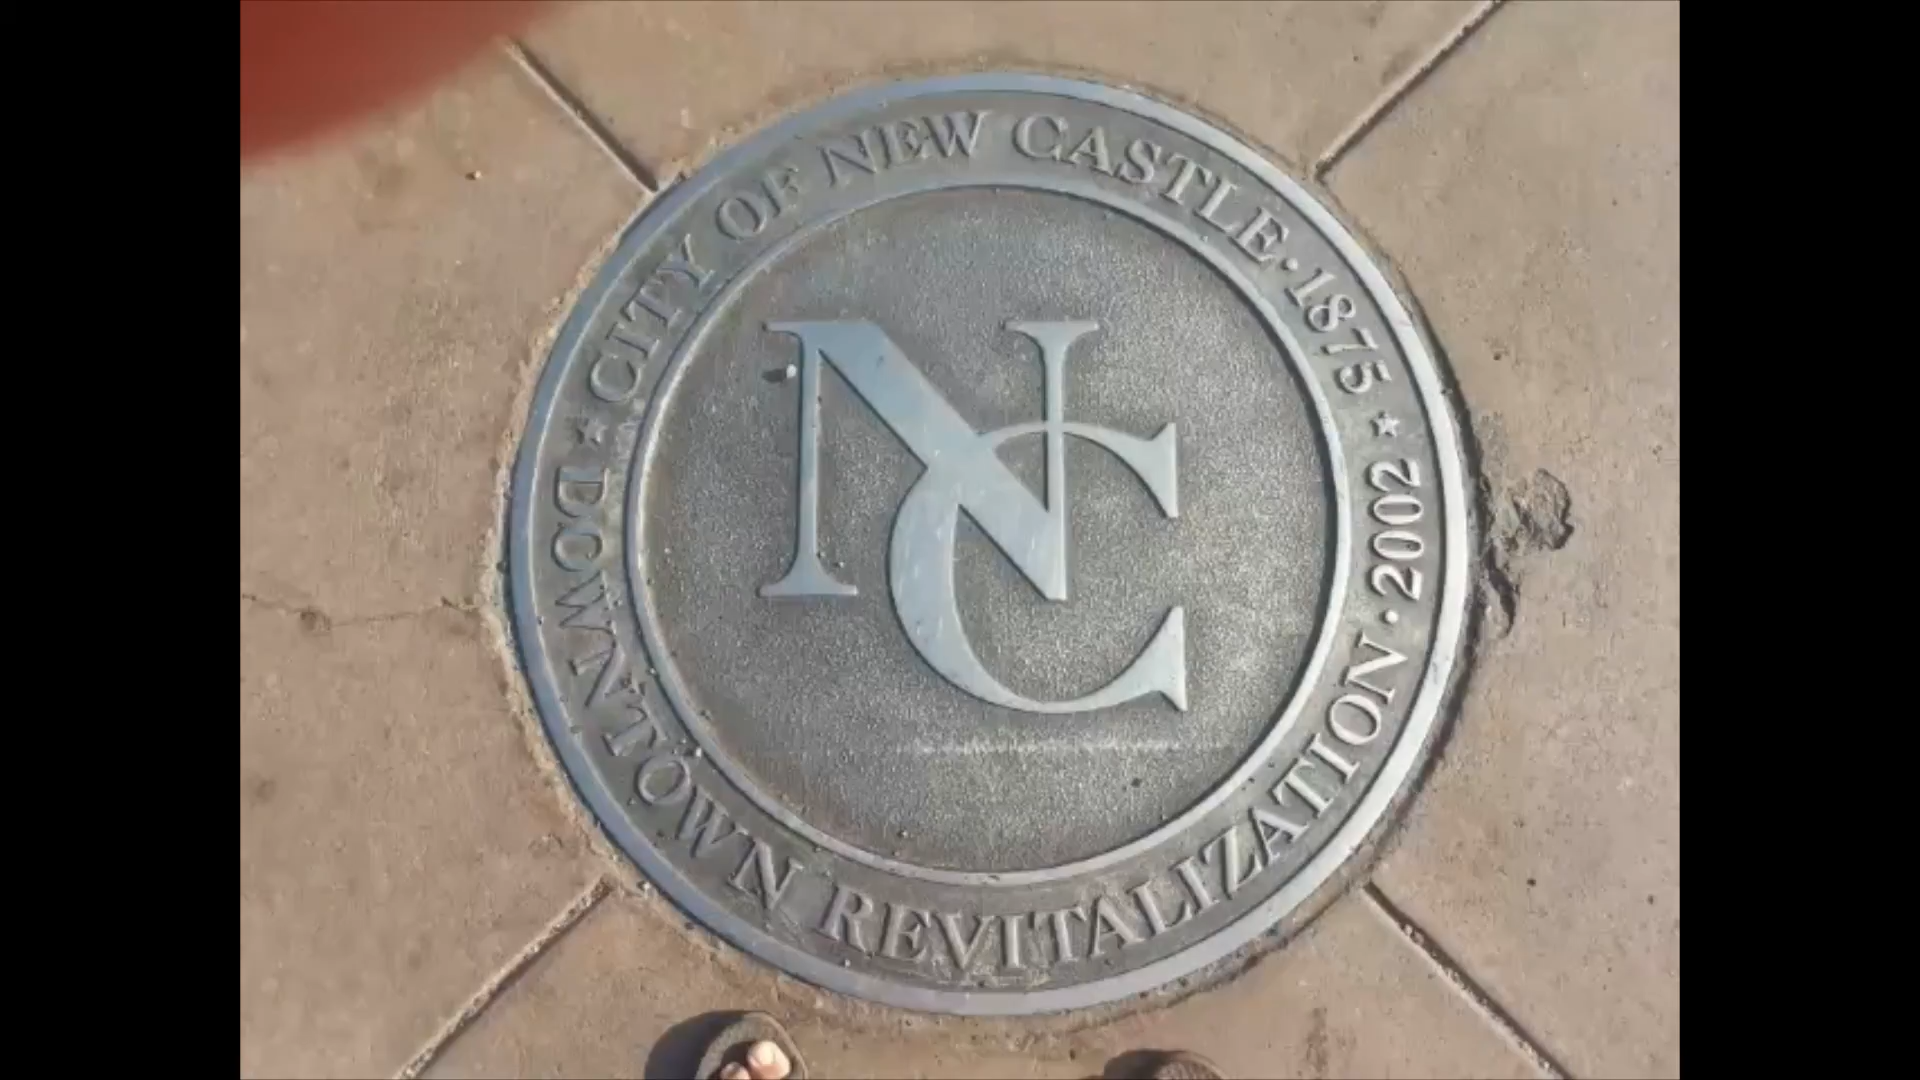 ★ CITY OF NEW CASTLE · 1875 ★
DOWNTOWN REVITALIZATION · 2002
NC